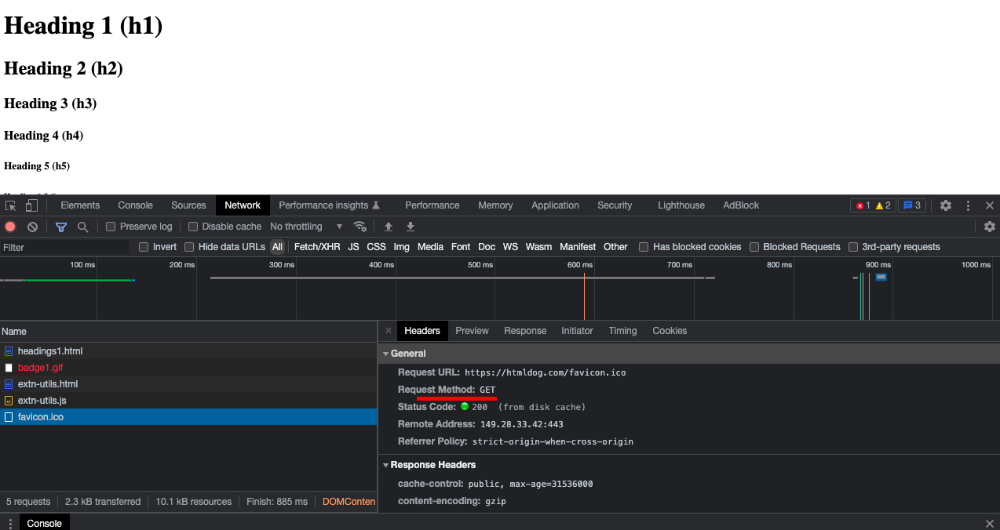 Heading 1 (h1)
Heading 2 (h2)
Heading 3 (h3)
Heading 4 (h4)
Heading 5 (h5)
Elements Console Sources Network Performance insights Performance Memory Application Security Lighthouse AdBlock 1 2 3
Preserve log Disable cache No throttling
Filter Invert Hide data URLs All Fetch/XHR JS CSS Img Media Font Doc WS Wasm Manifest Other Has blocked cookies Blocked Requests 3rd-party requests
100 ms 200 ms 300 ms 400 ms 500 ms 600 ms 700 ms 800 ms 900 ms 1000 ms
Name
headings1.html
badge1.gif
extn-utils.html
extn-utils.js
favicon.ico
5 requests 2.3 kB transferred 10.1 kB resources Finish: 885 ms DOMConten
Headers Preview Response Initiator Timing Cookies
General
Request URL: https://htmldog.com/favicon.ico
Request Method: GET
Status Code: 200 (from disk cache)
Remote Address: 149.28.33.42:443
Referrer Policy: strict-origin-when-cross-origin
Response Headers
cache-control: public, max-age=31536000
content-encoding: gzip
Console